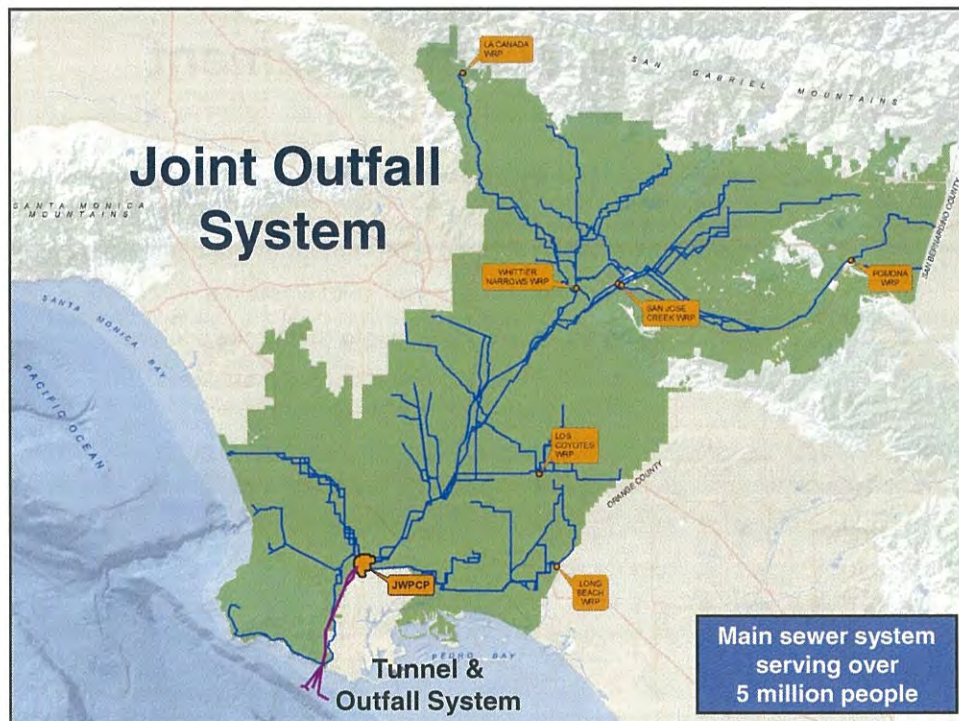 LA CANADA
WRP
SAN GABRIEL MOUNTAINS
Joint Outfall
System
SANTA MONICA
MOUNTAINS
SAN BERNARDINO COUNTY
WHITTIER
NARROWS WRP
SAN JOSE
CREEK WRP
POMONA
WRP
SANTA MONICA BAY
PACIFIC OCEAN
LOS
COYOTES
WRP
ORANGE COUNTY
JWPCP
LONG
BEACH
WRP
PEDRO BAY
Tunnel &
Outfall System
Main sewer system
serving over
5 million people